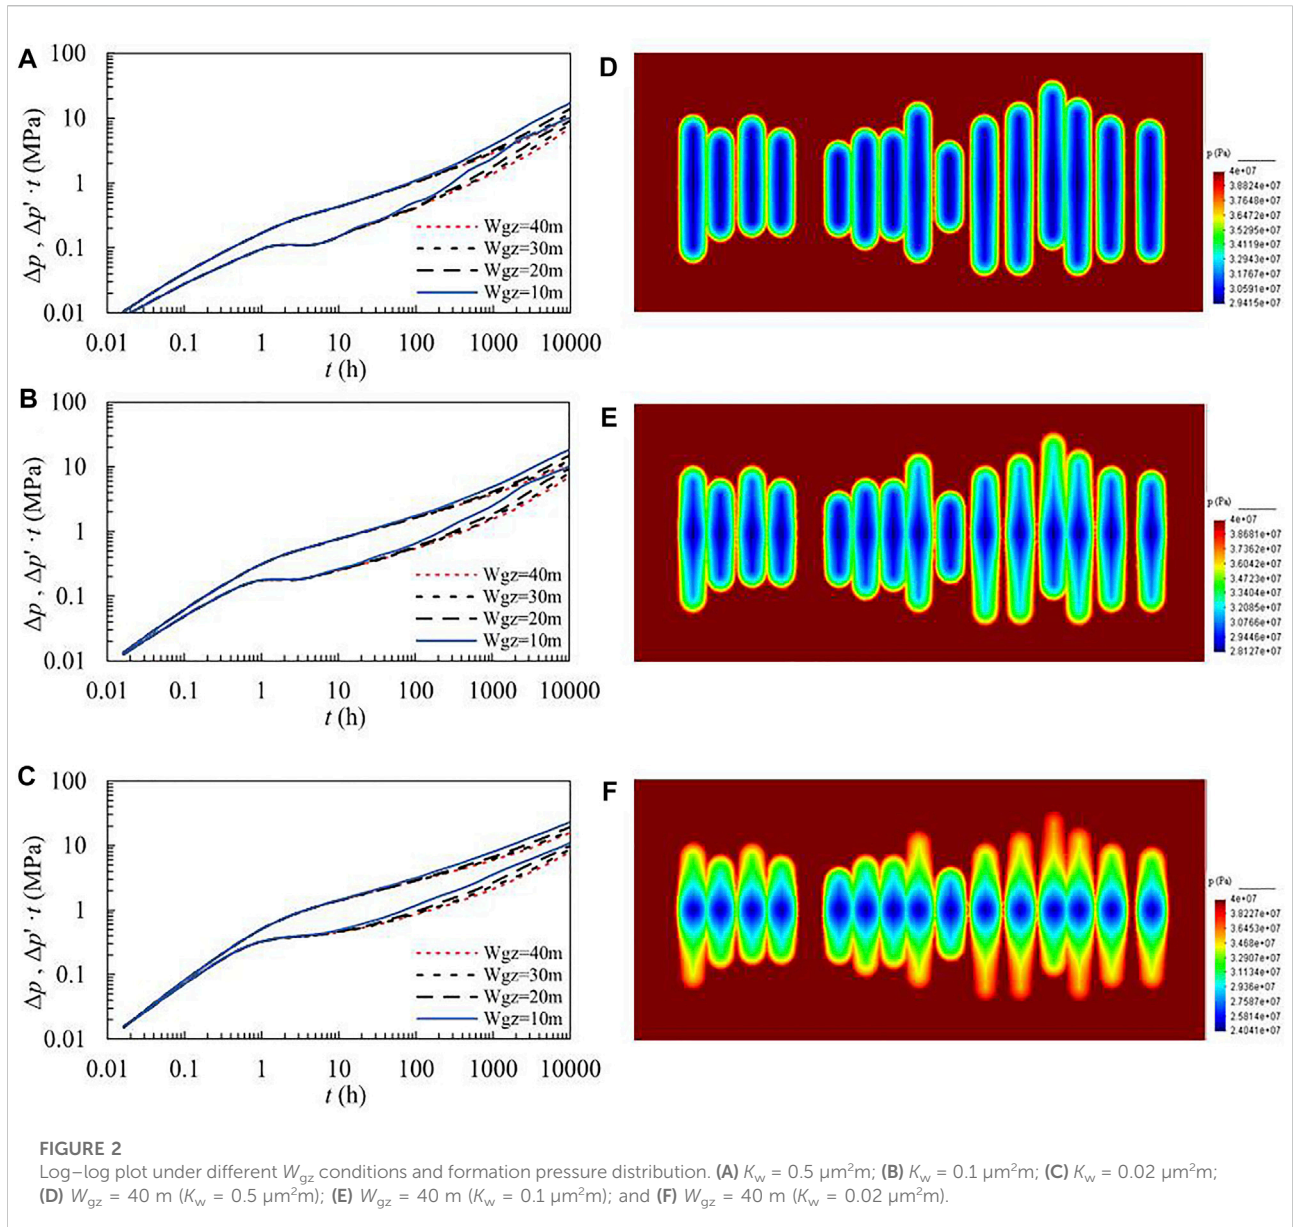 A
100
10
1
0.1
0.01
Δp , Δp' · t (MPa)
Wgz=40m
Wgz=30m
Wgz=20m
Wgz=10m
0.01 0.1 1 10 100 1000 10000
t (h)
D
p (Pa)
4e+07
3.8824e+07
3.7648e+07
3.6472e+07
3.5295e+07
3.4119e+07
3.2943e+07
3.1767e+07
3.0591e+07
2.9415e+07
B
100
10
1
0.1
0.01
Δp , Δp' · t (MPa)
Wgz=40m
Wgz=30m
Wgz=20m
Wgz=10m
0.01 0.1 1 10 100 1000 10000
t (h)
E
p (Pa)
4e+07
3.8681e+07
3.7362e+07
3.6042e+07
3.4723e+07
3.3404e+07
3.2085e+07
3.0766e+07
2.9446e+07
2.8127e+07
C
100
10
1
0.1
0.01
Δp , Δp' · t (MPa)
Wgz=40m
Wgz=30m
Wgz=20m
Wgz=10m
0.01 0.1 1 10 100 1000 10000
t (h)
F
p (Pa)
4e+07
3.8227e+07
3.6453e+07
3.468e+07
3.2907e+07
3.1134e+07
2.936e+07
2.7587e+07
2.5814e+07
2.4041e+07
FIGURE 2
Log–log plot under different Wgz conditions and formation pressure distribution. (A) Kw = 0.5 μm²m; (B) Kw = 0.1 μm²m; (C) Kw = 0.02 μm²m;
(D) Wgz = 40 m (Kw = 0.5 μm²m); (E) Wgz = 40 m (Kw = 0.1 μm²m); and (F) Wgz = 40 m (Kw = 0.02 μm²m).